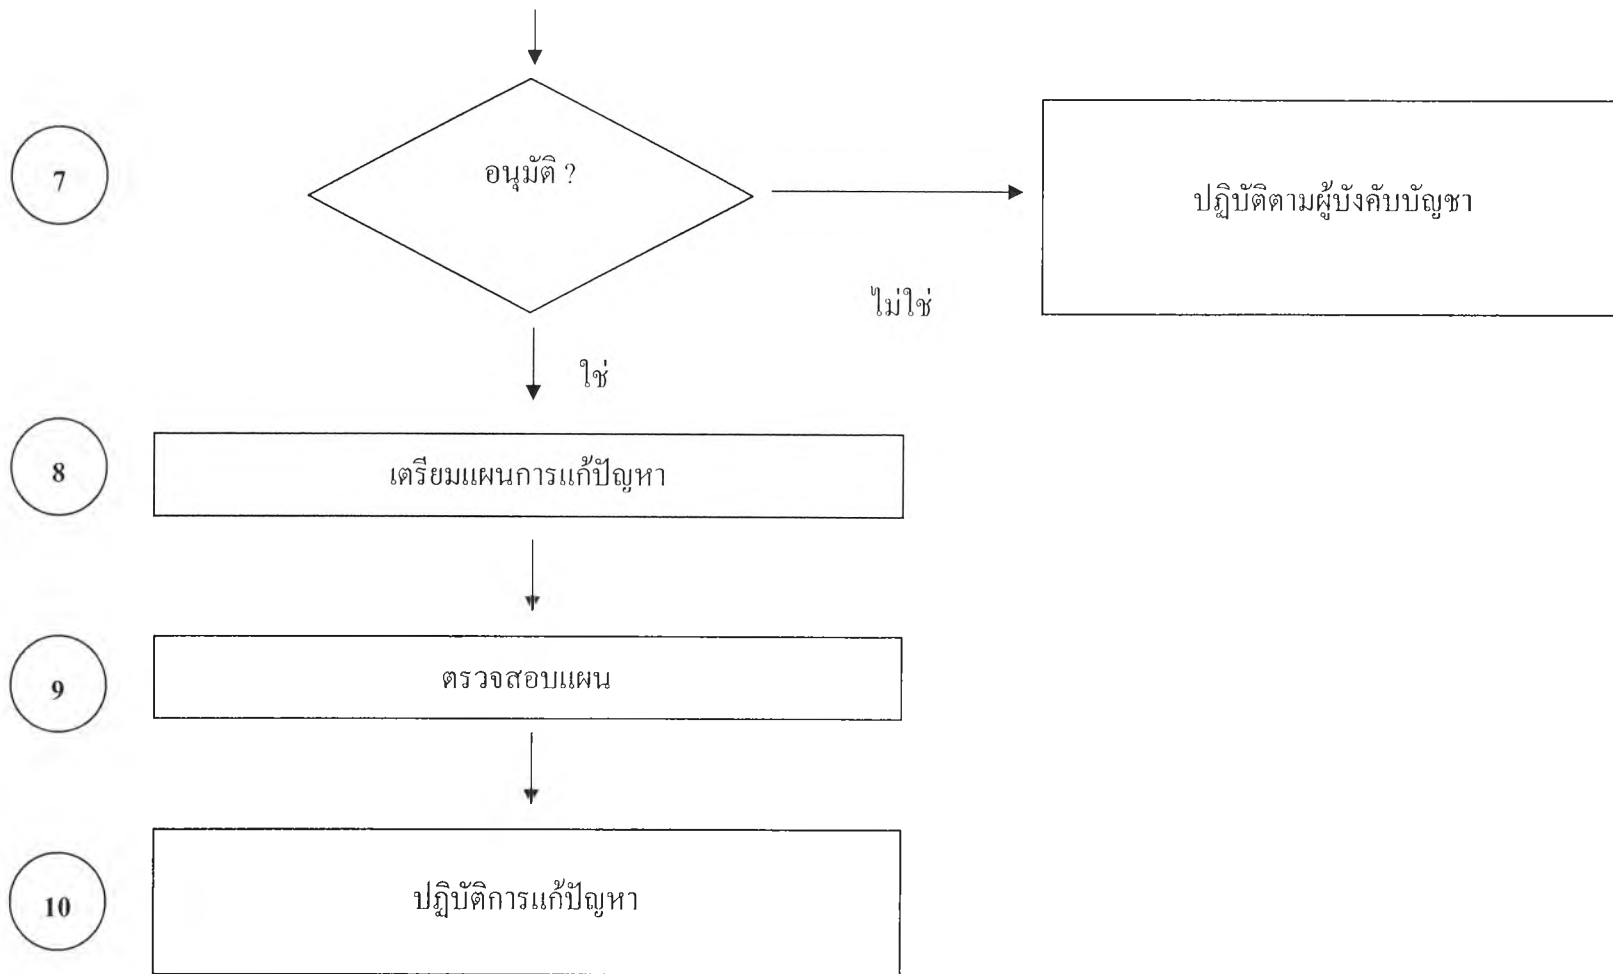 7
อนุมัติ ?
ปฏิบัติตามผู้บังคับบัญชา
ไม่ใช่
ใช่
8
เตรียมแผนการแก้ปัญหา
9
ตรวจสอบแผน
10
ปฏิบัติการแก้ปัญหา